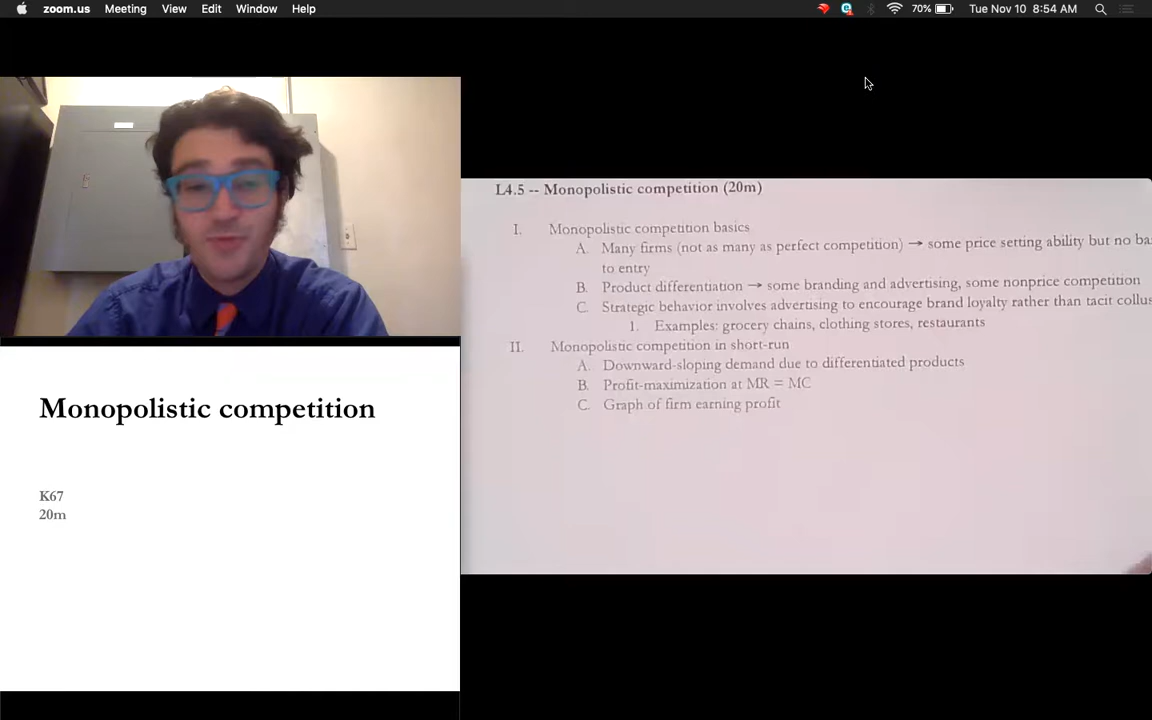 zoom.us Meeting View Edit Window Help 70% Tue Nov 10 8:54 AM
L4.5 -- Monopolistic competition (20m)
I. Monopolistic competition basics
A. Many firms (not as many as perfect competition) → some price setting ability but no
to entry
B. Product differentiation → some branding and advertising, some nonprice competition
C. Strategic behavior involves advertising to encourage brand loyalty rather than tacit
1. Examples: grocery chains, clothing stores, restaurants
II. Monopolistic competition in short-run
A. Downward-sloping demand due to differentiated products
B. Profit-maximization at MR = MC
C. Graph of firm earning profit
Monopolistic competition
K67
20m